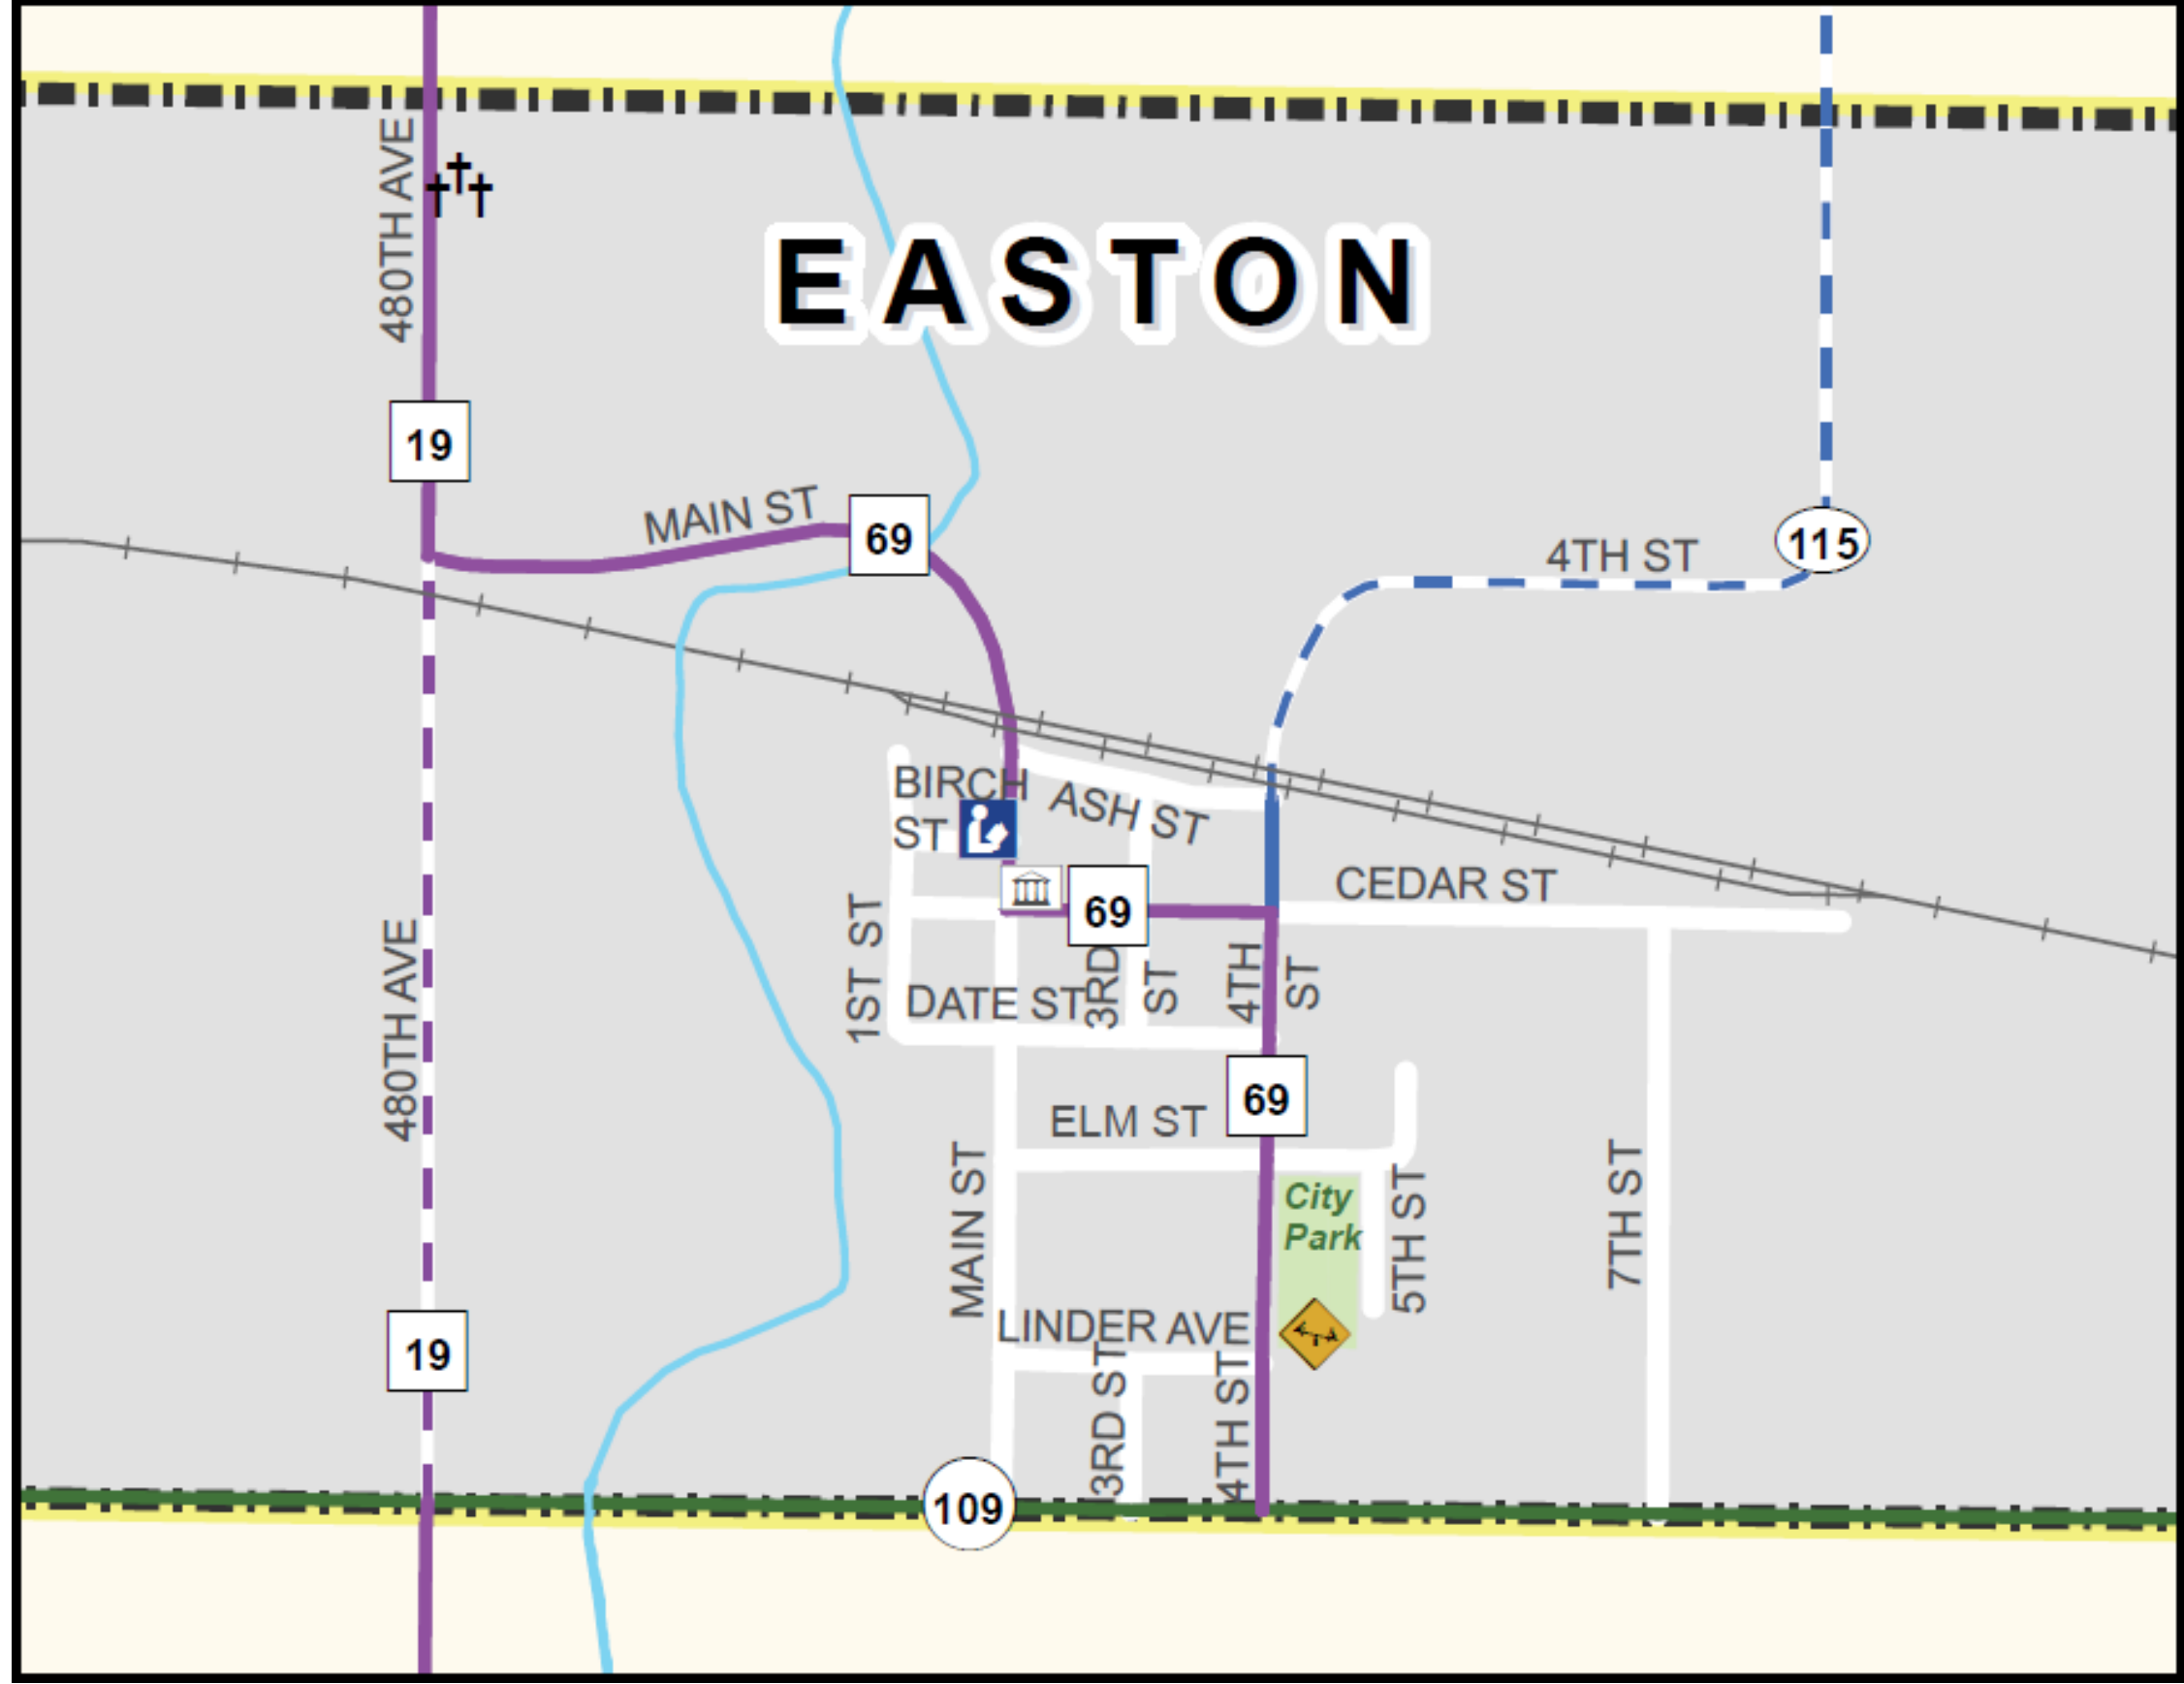 480TH AVE
EASTON
19
MAIN ST
69
4TH ST
115
BIRCH
ST
ASH ST
CEDAR ST
69
1ST ST
DATE ST
3RD
ST
4TH
ST
480TH AVE
69
ELM ST
MAIN ST
City
Park
5TH ST
7TH ST
LINDER AVE
19
3RD ST
4TH ST
109